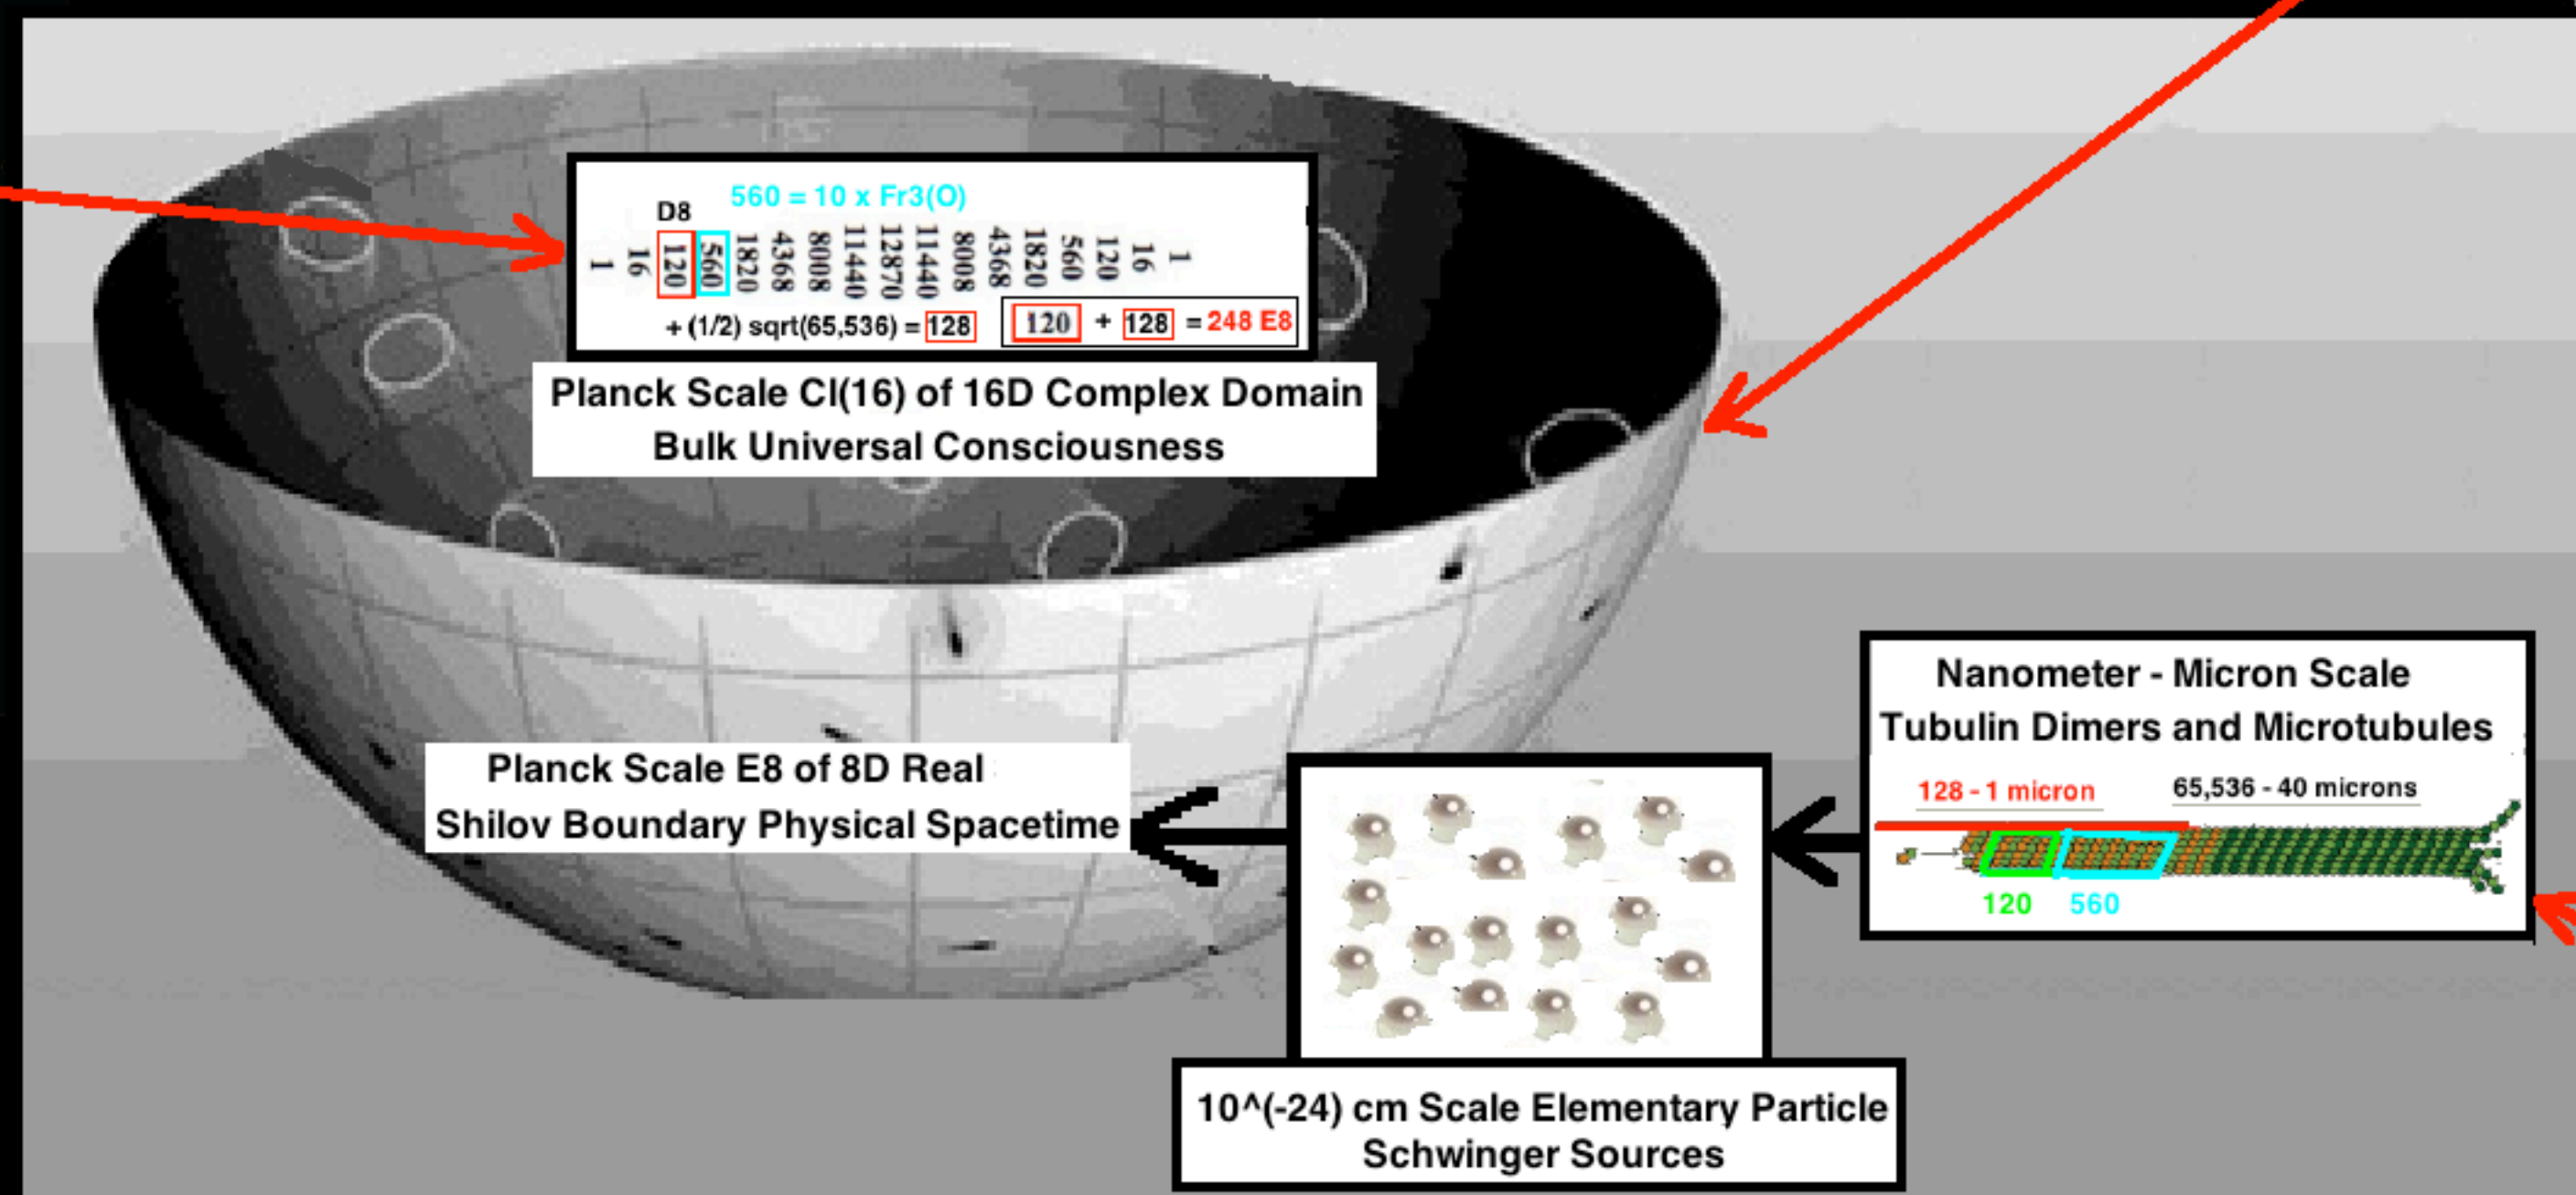 560 = 10 x Fr3(O)
D8
1 16 120 560 1820 4368 8008 11440 12870 11440 8008 4368 1820 560 120 16 1
+ (1/2) sqrt(65,536) = 128 120 + 128 = 248 E8
Planck Scale Cl(16) of 16D Complex Domain
Bulk Universal Consciousness
Planck Scale E8 of 8D Real
Shilov Boundary Physical Spacetime
Nanometer - Micron Scale
Tubulin Dimers and Microtubules
128 - 1 micron 65,536 - 40 microns
120 560
10^(-24) cm Scale Elementary Particle
Schwinger Sources